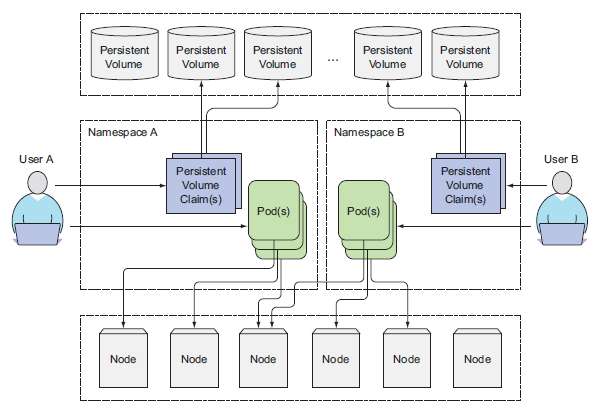 Persistent
Volume
Persistent
Volume
Persistent
Volume
...
Persistent
Volume
Persistent
Volume
Namespace A
Namespace B
User A
User B
Persistent
Volume
Claim(s)
Persistent
Volume
Claim(s)
Pod(s)
Pod(s)
Node
Node
Node
Node
Node
Node